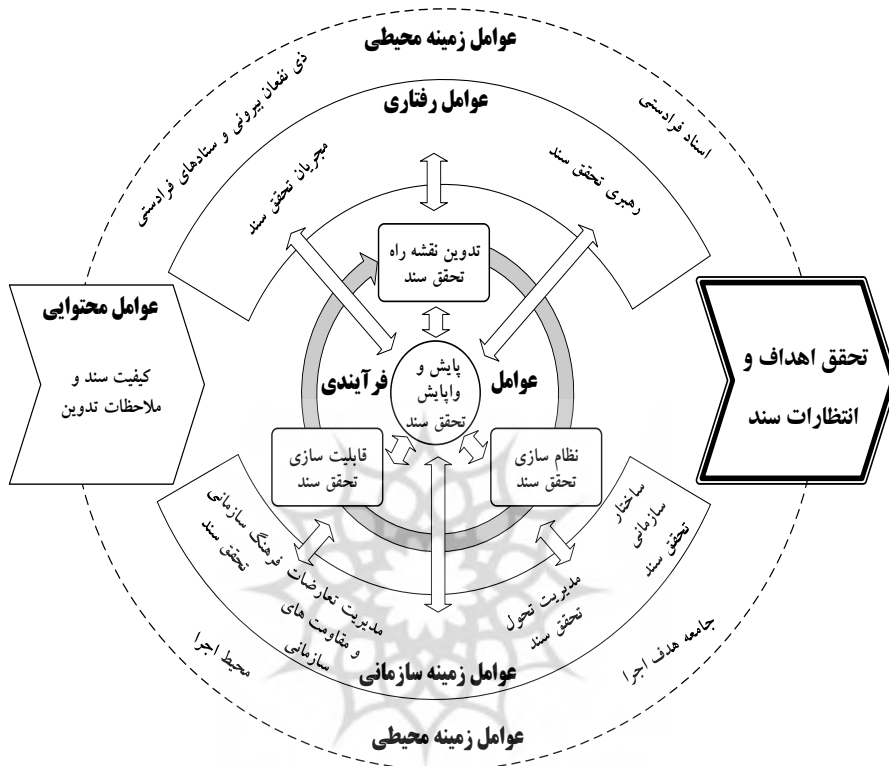 عوامل زمینه محیطی
اسناد فرادستی
ذی نفعان بیرونی و ستادهای فرادستی
عوامل رفتاری
رهبری تحقق سند
مجریان تحقق سند
تدوین نقشه راه
تحقق سند
تحقق اهداف و
انتظارات سند
عوامل محتوایی
کیفیت سند و
ملاحظات تدوین
عوامل
فرآیندی
پایش و
واپایش
تحقق سند
نظام سازی
تحقق سند
قابلیت سازی
تحقق سند
ساختار
سازمانی
تحقق سند
مدیریت تحول
تحقق سند
مدیریت تعارضات
و مقاومت های
سازمانی
فرهنگ سازمانی
تحقق سند
عوامل زمینه سازمانی
جامعه هدف اجرا
محیط اجرا
عوامل زمینه محیطی